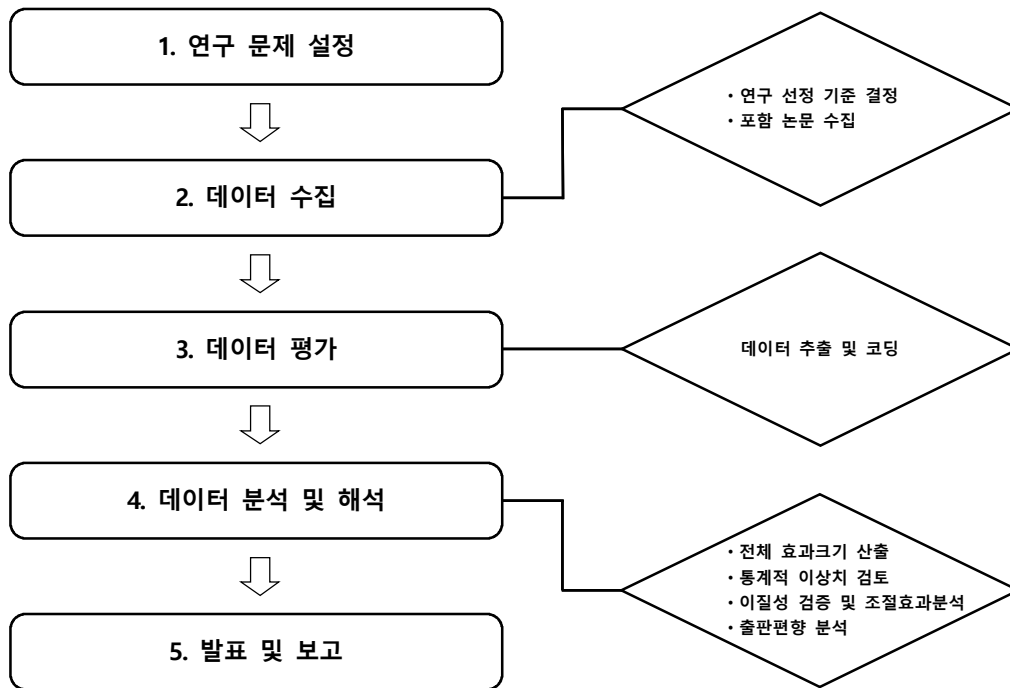 1. 연구 문제 설정
・연구 선정 기준 결정
・포함 논문 수집
2. 데이터 수집
3. 데이터 평가
데이터 추출 및 코딩
4. 데이터 분석 및 해석
・전체 효과크기 산출
・통계적 이상치 검토
・이질성 검증 및 조절효과분석
・출판편향 분석
5. 발표 및 보고